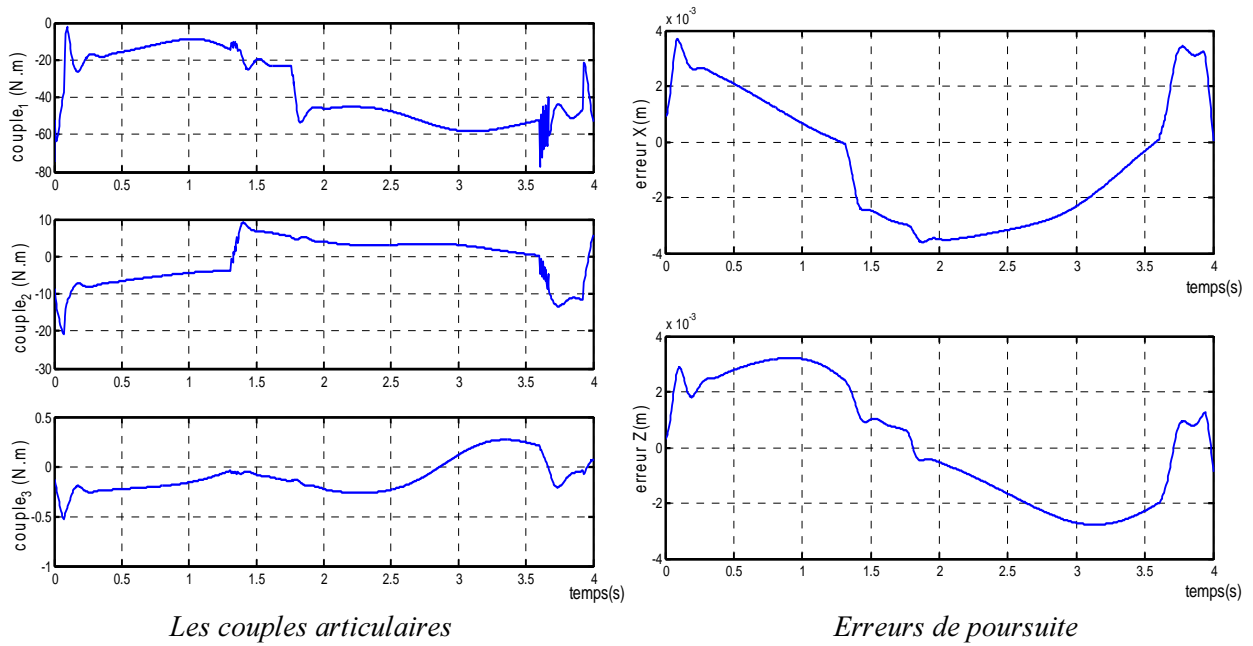 0
-20
-40
-60
-80
couple1 (N.m)
0 0.5 1 1.5 2 2.5 3 3.5 4
10
0
-10
-20
-30
couple2 (N.m)
0 0.5 1 1.5 2 2.5 3 3.5 4
0.5
0
-0.5
-1
couple3 (N.m)
0 0.5 1 1.5 2 2.5 3 3.5 4
temps(s)
Les couples articulaires
x 10-3
4
2
0
-2
-4
erreur X (m)
0 0.5 1 1.5 2 2.5 3 3.5 4
temps(s)
x 10-3
4
2
0
-2
-4
erreur Z (m)
0 0.5 1 1.5 2 2.5 3 3.5 4
temps(s)
Erreurs de poursuite